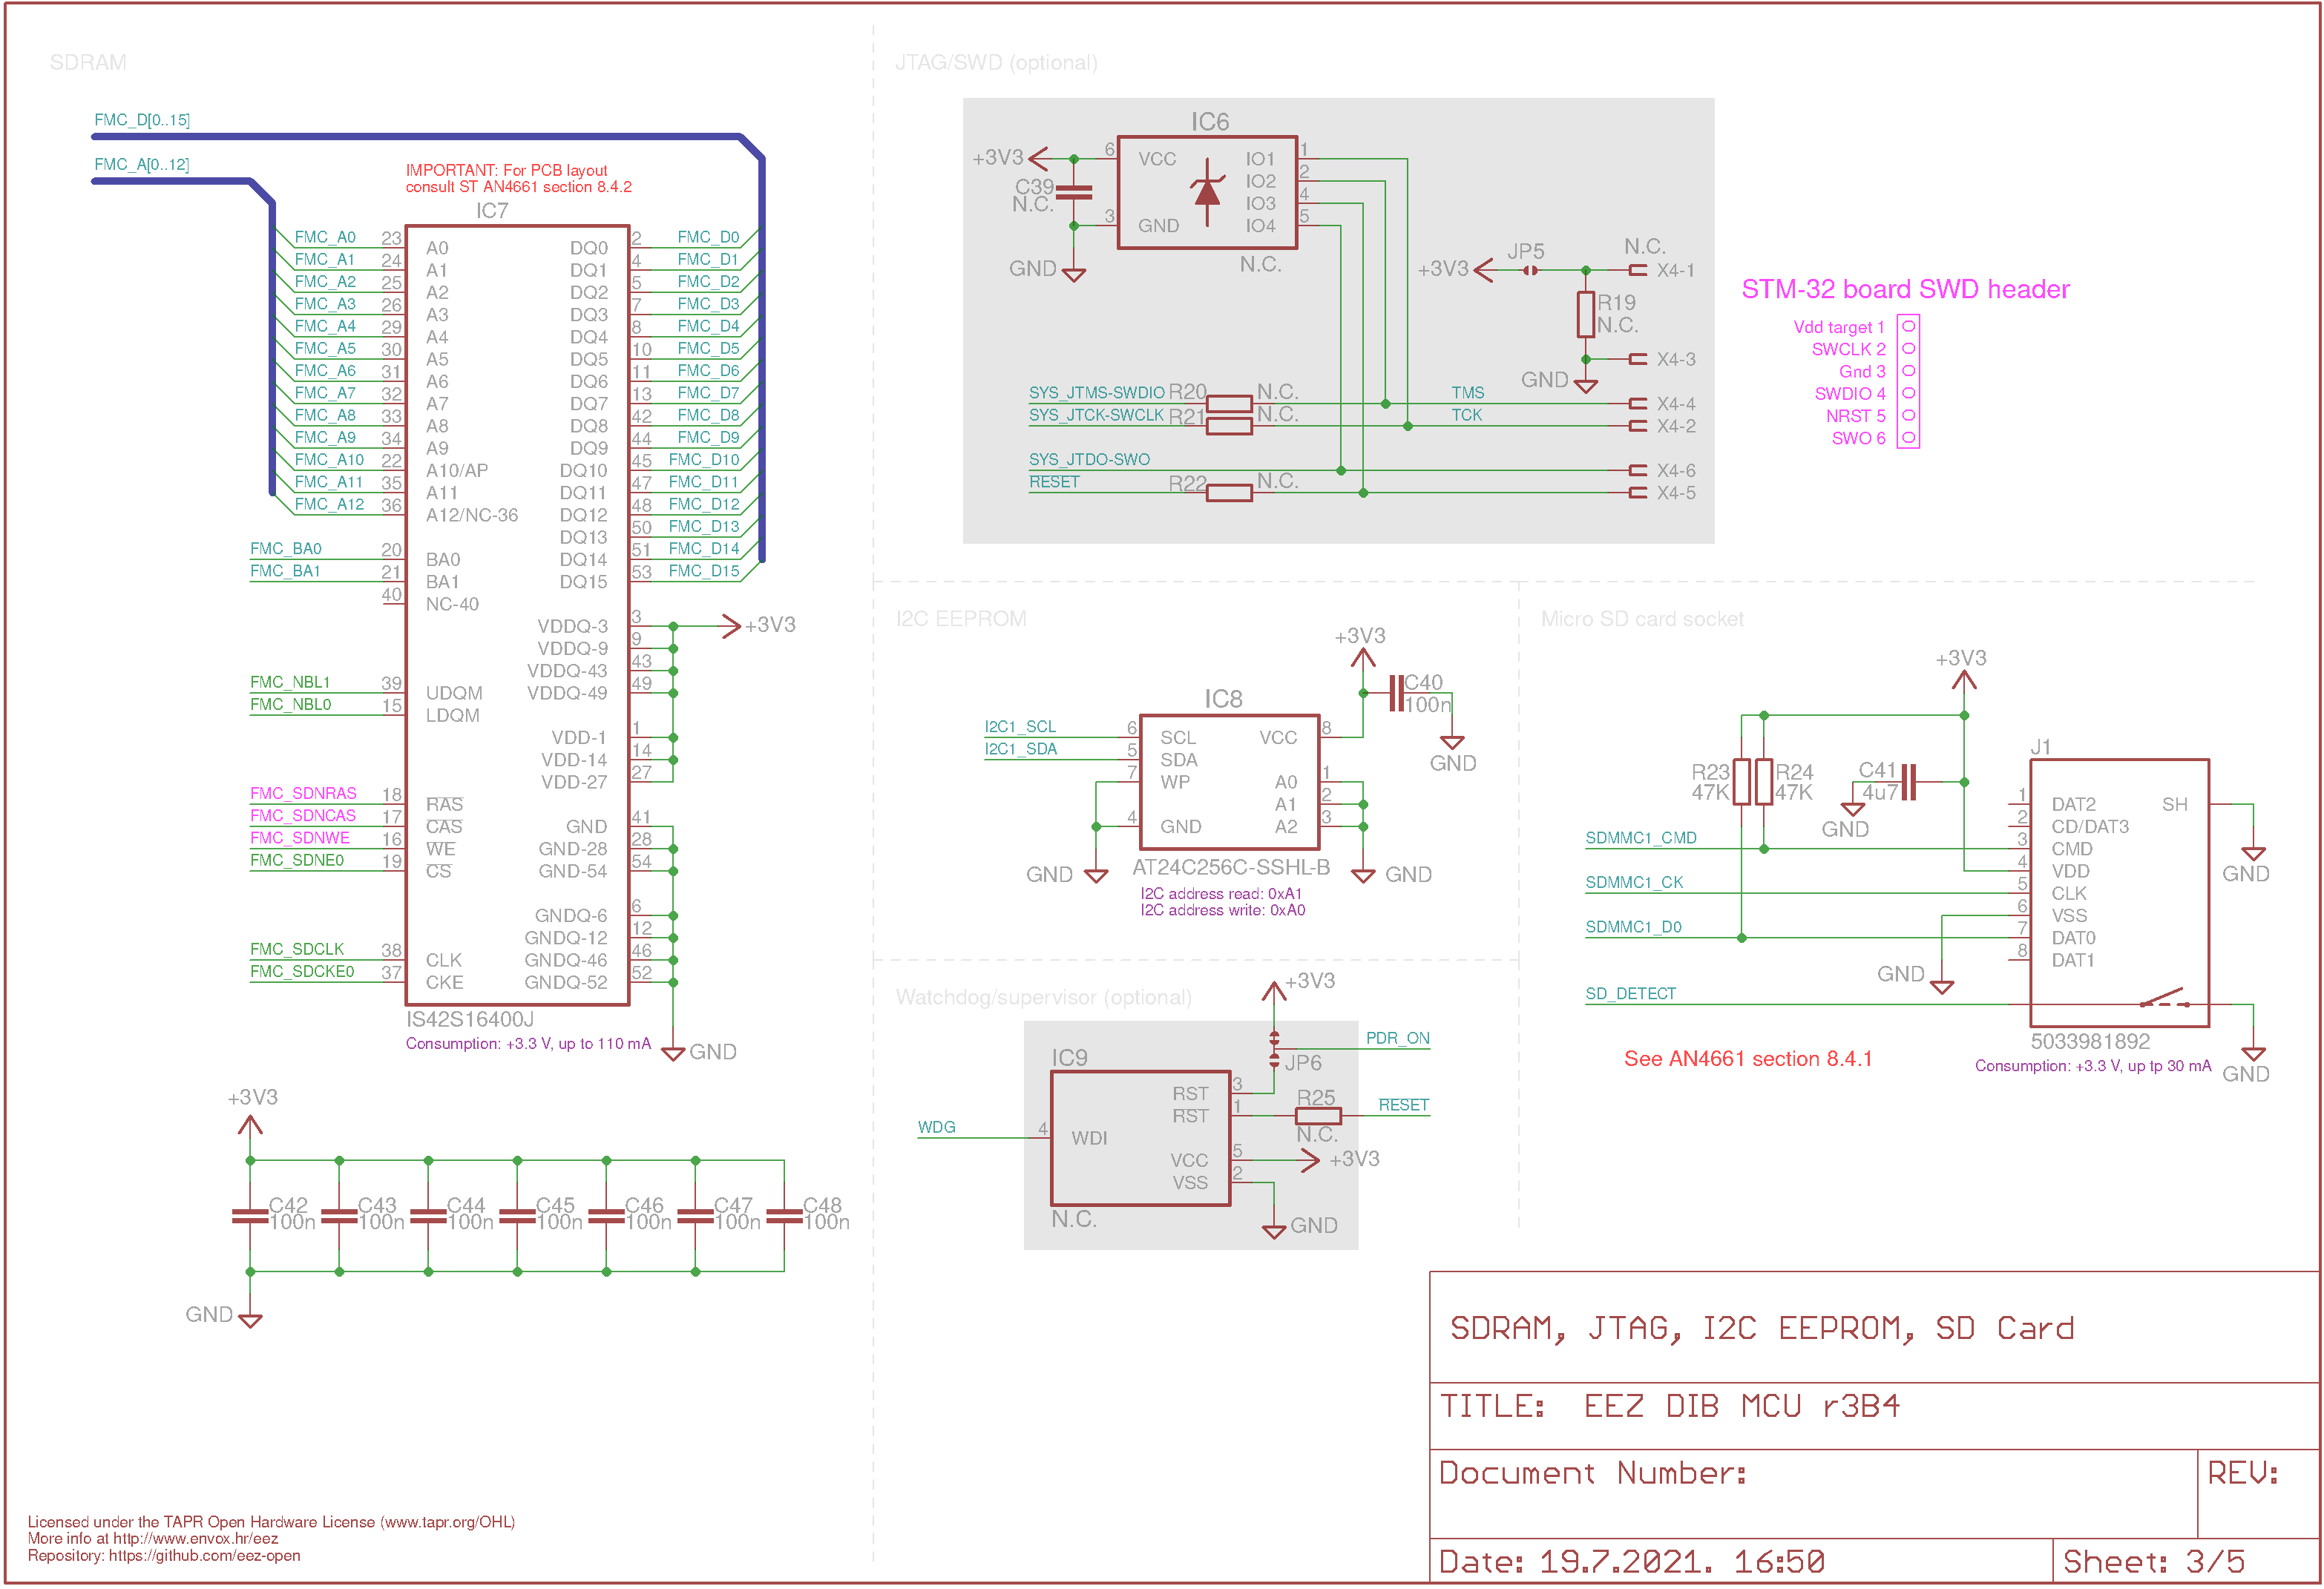 SDRAM
FMC_D[0..15]
FMC_A[0..12]
IMPORTANT: For PCB layout
consult ST AN4661 section 8.4.2
IC7
FMC_A0 23 A0 DQ0 2 FMC_D0
FMC_A1 24 A1 DQ1 4 FMC_D1
FMC_A2 25 A2 DQ2 5 FMC_D2
FMC_A3 26 A3 DQ3 7 FMC_D3
FMC_A4 29 A4 DQ4 8 FMC_D4
FMC_A5 30 A5 DQ5 10 FMC_D5
FMC_A6 31 A6 DQ6 11 FMC_D6
FMC_A7 32 A7 DQ7 13 FMC_D7
FMC_A8 33 A8 DQ8 42 FMC_D8
FMC_A9 34 A9 DQ9 44 FMC_D9
FMC_A10 22 A10/AP DQ10 45 FMC_D10
FMC_A11 35 A11 DQ11 47 FMC_D11
FMC_A12 36 A12/NC-36 DQ12 48 FMC_D12
DQ13 50 FMC_D13
FMC_BA0 20 BA0 DQ14 51 FMC_D14
FMC_BA1 21 BA1 DQ15 53 FMC_D15
40 NC-40
VDDQ-3 3 +3V3
VDDQ-9 9
VDDQ-43 43
FMC_NBL1 39 UDQM VDDQ-49 49
FMC_NBL0 15 LDQM
VDD-1 1
VDD-14 14
VDD-27 27
FMC_SDNRAS 18 RAS
FMC_SDNCAS 17 CAS GND 41
FMC_SDNWE 16 WE GND-28 28
FMC_SDNE0 19 CS GND-54 54
GNDQ-6 6
GNDQ-12 12
FMC_SDCLK 38 CLK GNDQ-46 46
FMC_SDCKE0 37 CKE GNDQ-52 52
IS42S16400J
Consumption: +3.3 V, up to 110 mA
GND
+3V3
C42 C43 C44 C45 C46 C47 C48
100n 100n 100n 100n 100n 100n 100n
GND
JTAG/SWD (optional)
IC6
+3V3 6 VCC IO1 1
IO2 2
C39
N.C.
IO3 4
3 GND IO4 5
GND
N.C.
+3V3 JP5 N.C. X4-1
R19
N.C.
X4-3
GND
SYS_JTMS-SWDIO R20 N.C. TMS X4-4
SYS_JTCK-SWCLK R21 N.C. TCK X4-2
SYS_JTDO-SWO X4-6
RESET R22 N.C. X4-5
STM-32 board SWD header
Vdd target 1
SWCLK 2
Gnd 3
SWDIO 4
NRST 5
SWO 6
I2C EEPROM
+3V3
C40
100n
GND
IC8
I2C1_SCL 6 SCL VCC 8
I2C1_SDA 5 SDA
7 WP A0 1
A1 2
4 GND A2 3
GND AT24C256C-SSHL-B GND
I2C address read: 0xA1
I2C address write: 0xA0
Watchdog/supervisor (optional)
+3V3
PDR_ON
JP6
IC9
RST 3
RST 1 R25 RESET
N.C.
WDG 4 WDI
VCC 5 +3V3
VSS 2
N.C.
GND
Micro SD card socket
+3V3
R23 R24 C41
47K 47K 4u7
GND
J1
1 DAT2 SH
2 CD/DAT3
SDMMC1_CMD 3 CMD
4 VDD GND
SDMMC1_CK 5 CLK
6 VSS
SDMMC1_D0 7 DAT0
8 DAT1
GND
SD_DETECT
5033981892
See AN4661 section 8.4.1
Consumption: +3.3 V, up tp 30 mA
GND
SDRAM, JTAG, I2C EEPROM, SD Card
TITLE: EEZ DIB MCU r3B4
Document Number: REV:
Date: 19.7.2021. 16:50 Sheet: 3/5
Licensed under the TAPR Open Hardware License (www.tapr.org/OHL)
More info at http://www.envox.hr/eez
Repository: https://github.com/eez-open